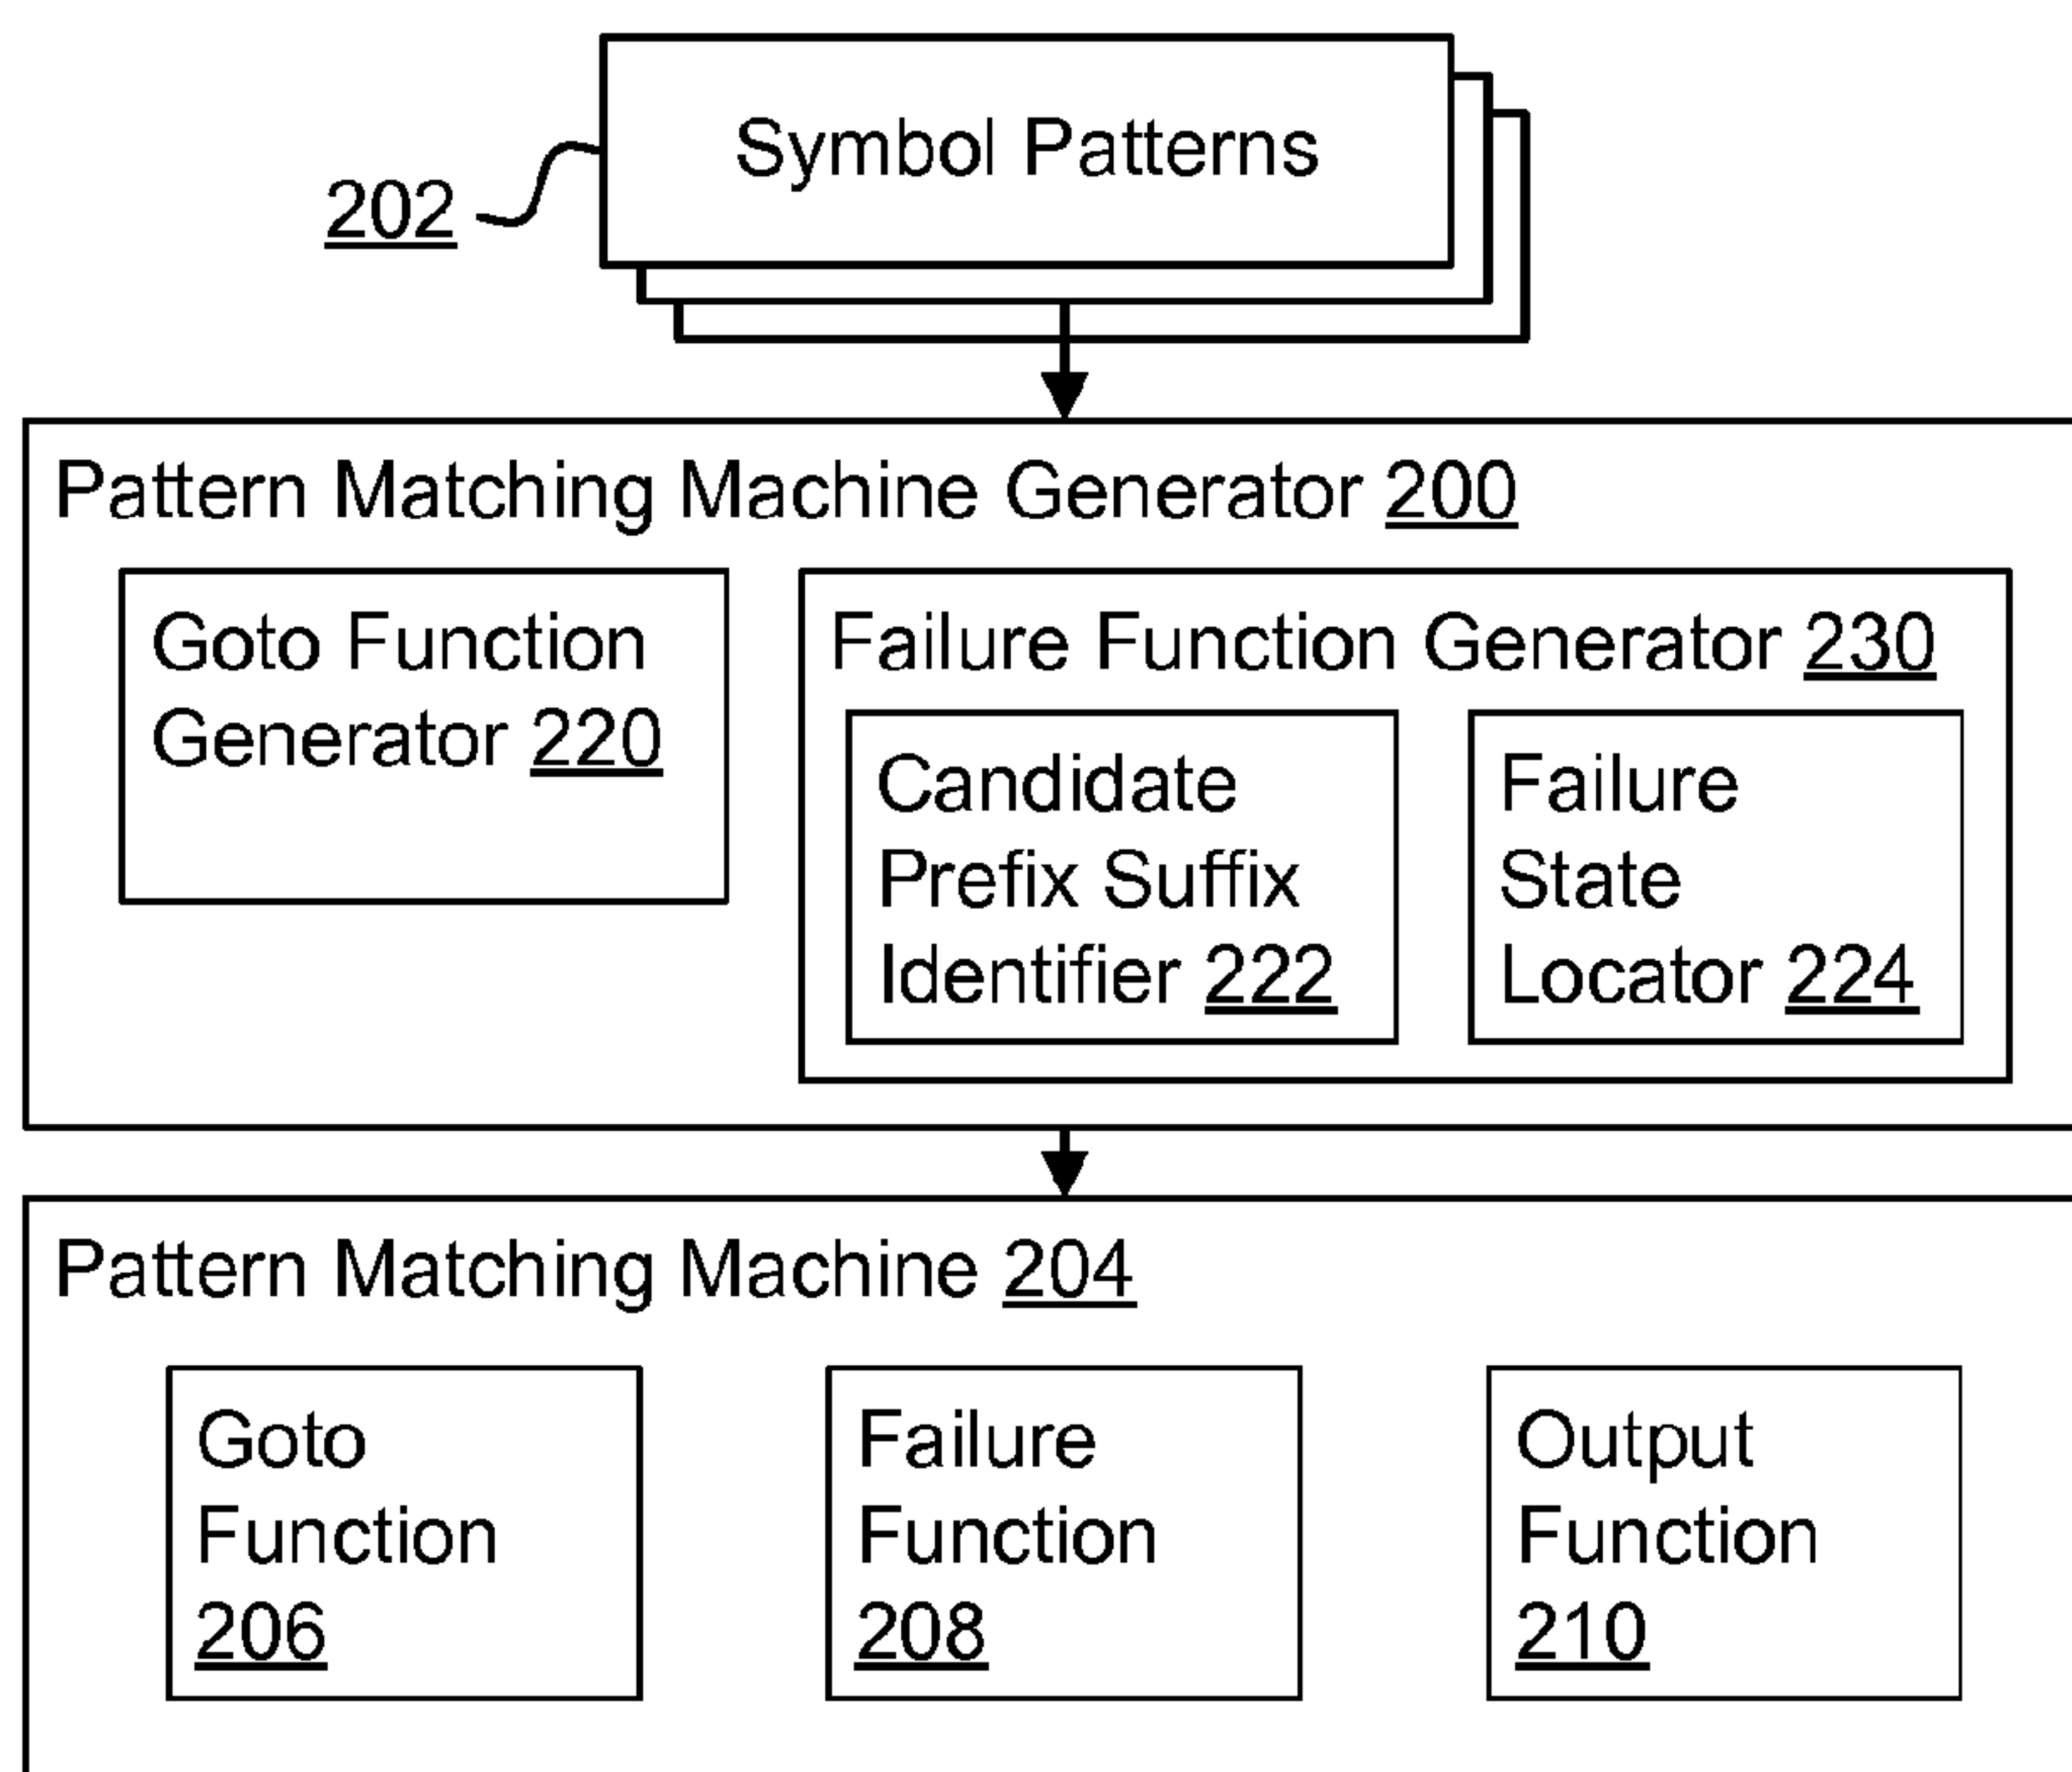 Symbol Patterns
202
Pattern Matching Machine Generator 200
Goto Function
Generator 220
Failure Function Generator 230
Candidate
Prefix Suffix
Identifier 222
Failure
State
Locator 224
Pattern Matching Machine 204
Goto
Function
206
Failure
Function
208
Output
Function
210